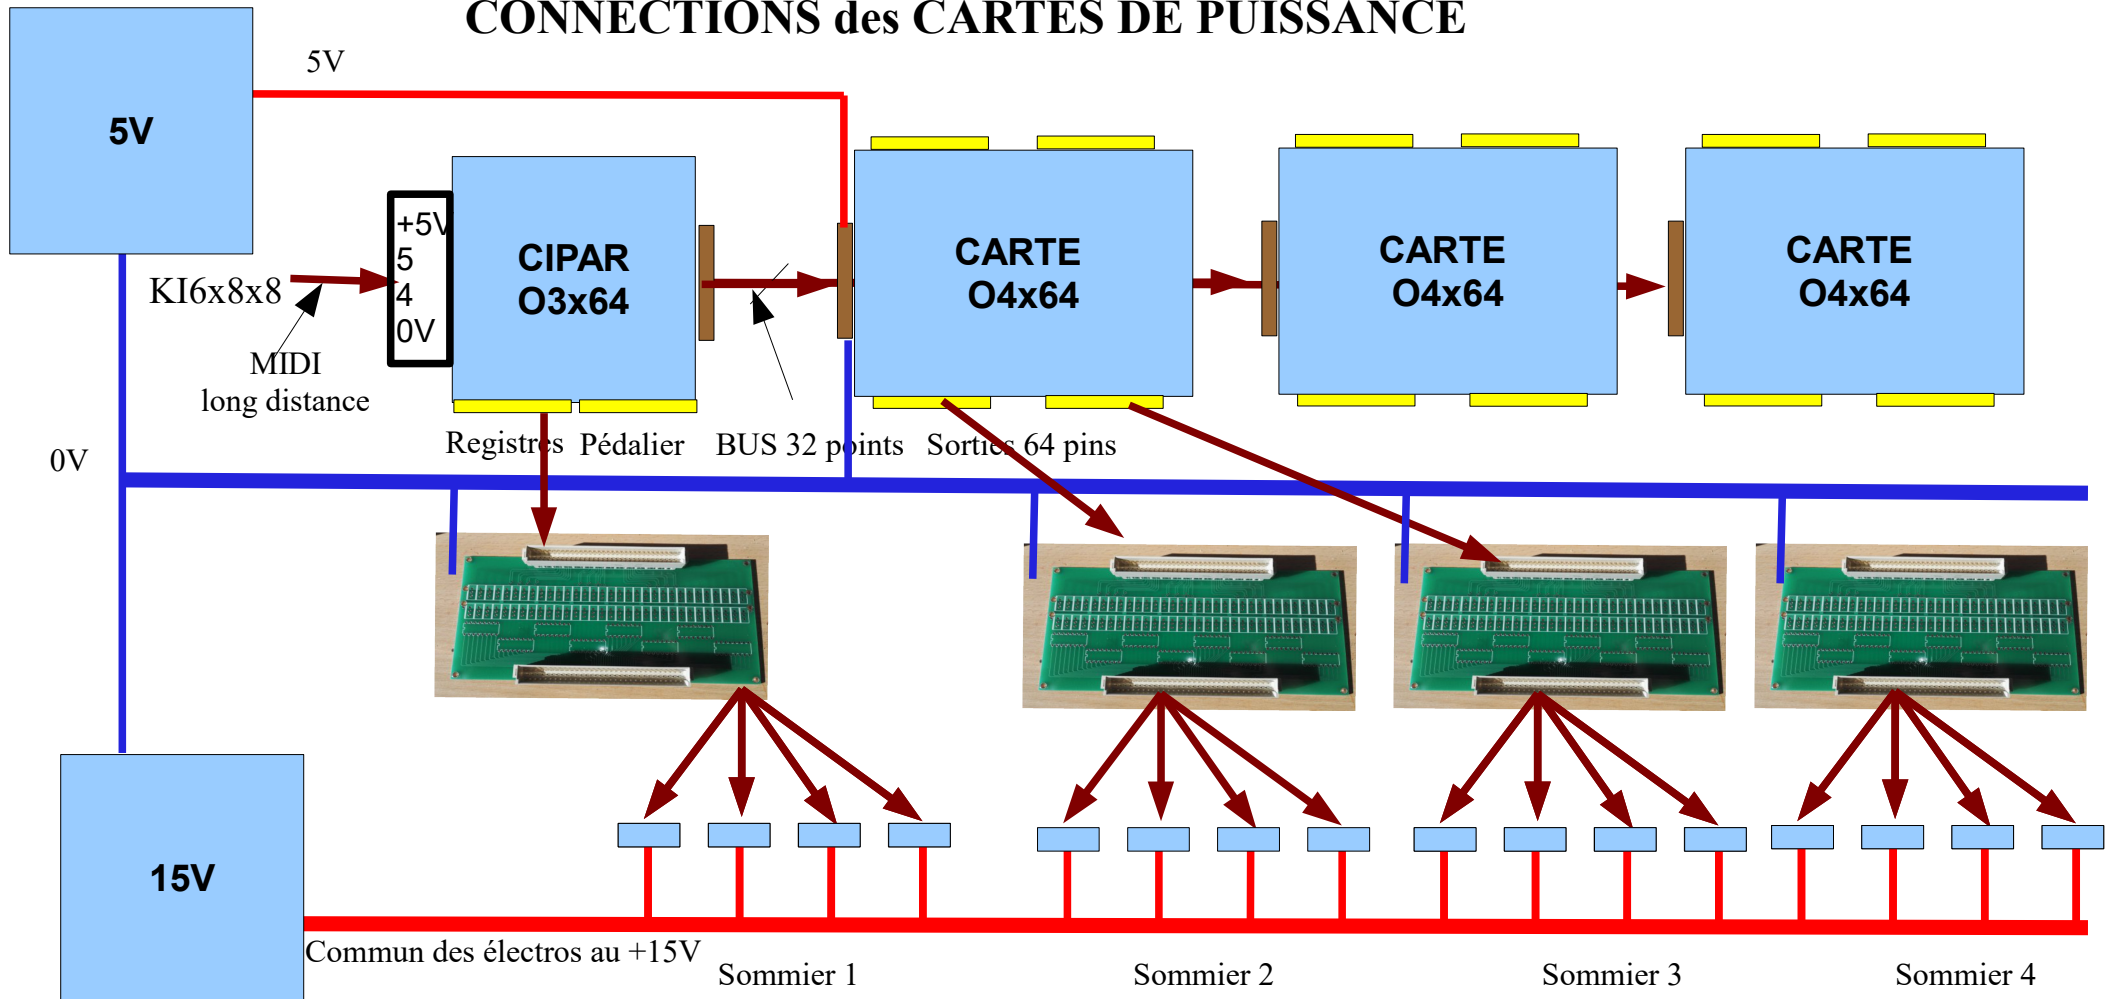 CONNECTIONS des CARTES DE PUISSANCE
5V
5V
+5V
5
4
0V
CIPAR
O3x64
CARTE
O4x64
CARTE
O4x64
CARTE
O4x64
KI6x8x8
MIDI
long distance
Registres
Pédalier
BUS 32 points
Sorties 64 pins
0V
15V
Commun des électros au +15V
Sommier 1
Sommier 2
Sommier 3
Sommier 4